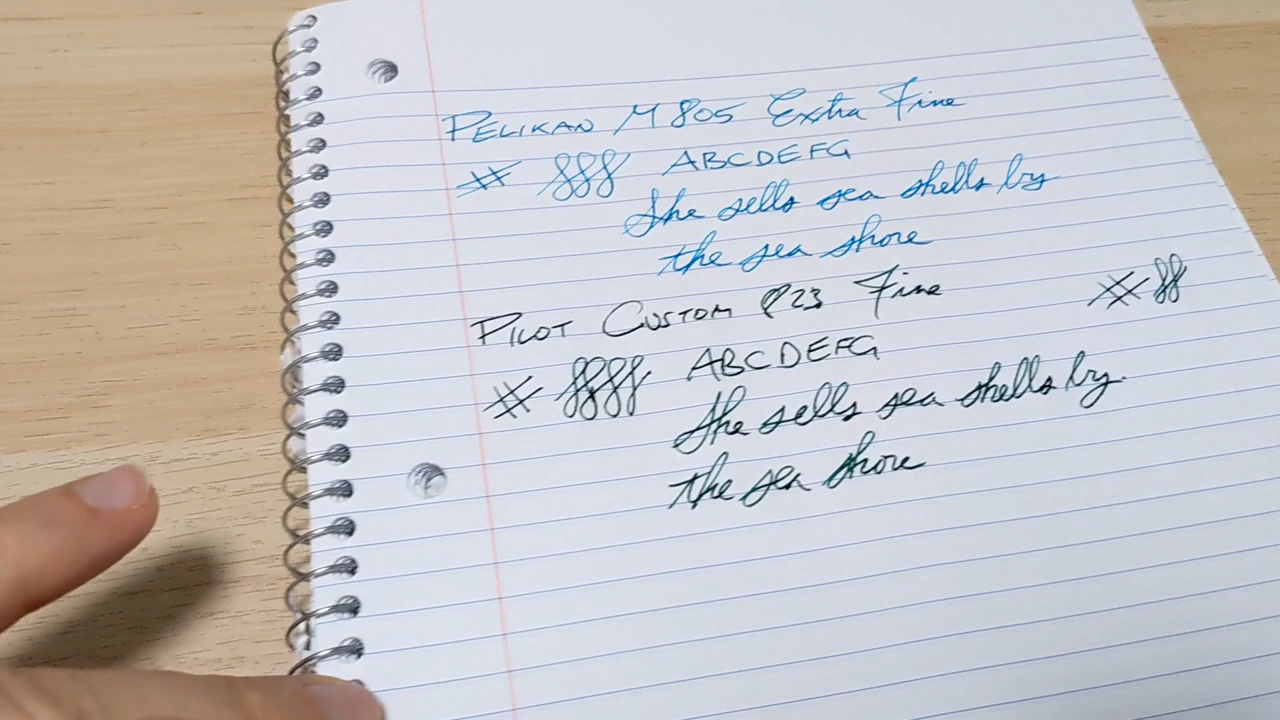 PELIKAN M805 Extra Fine
# ABCDEFG
She sells sea shells by
the sea shore
PILOT CUSTOM 823 Fine
# ABCDEFG
She sells sea shells by
the sea shore